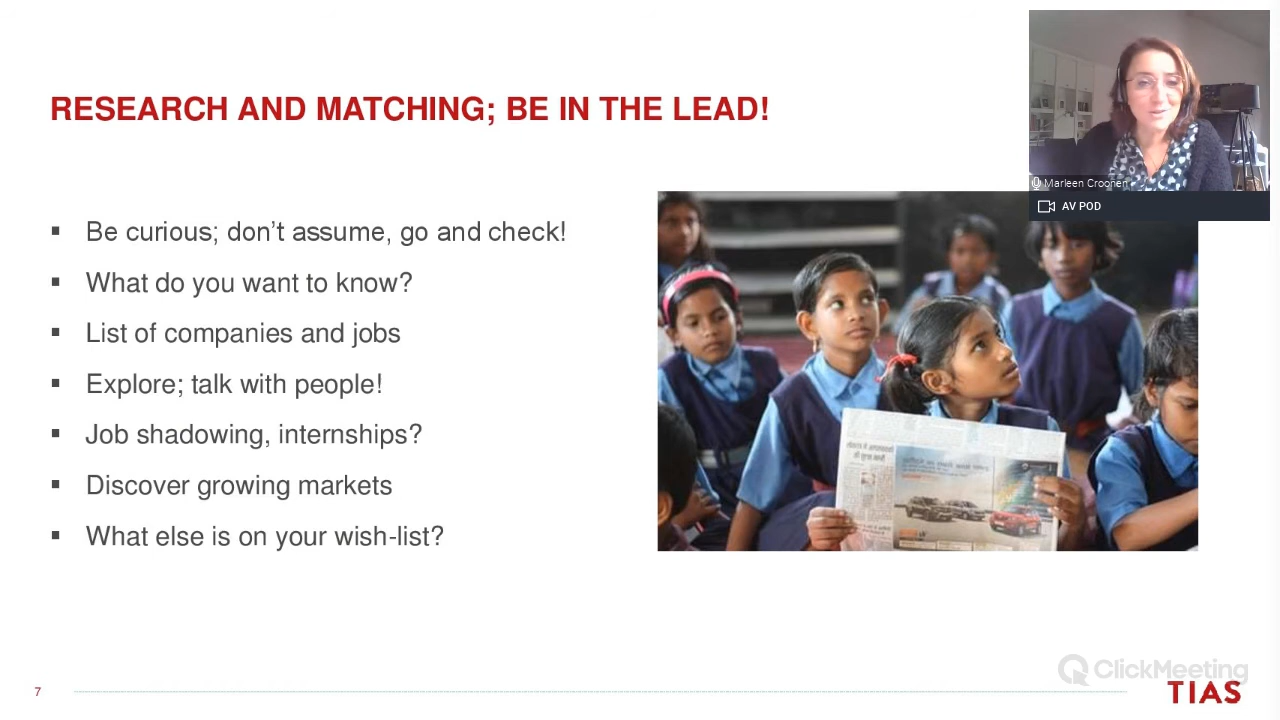 RESEARCH AND MATCHING; BE IN THE LEAD!
Marleen Croonen
AV POD
▪ Be curious; don’t assume, go and check!
▪ What do you want to know?
▪ List of companies and jobs
▪ Explore; talk with people!
▪ Job shadowing, internships?
▪ Discover growing markets
▪ What else is on your wish-list?
ClickMeeting
7
TIAS